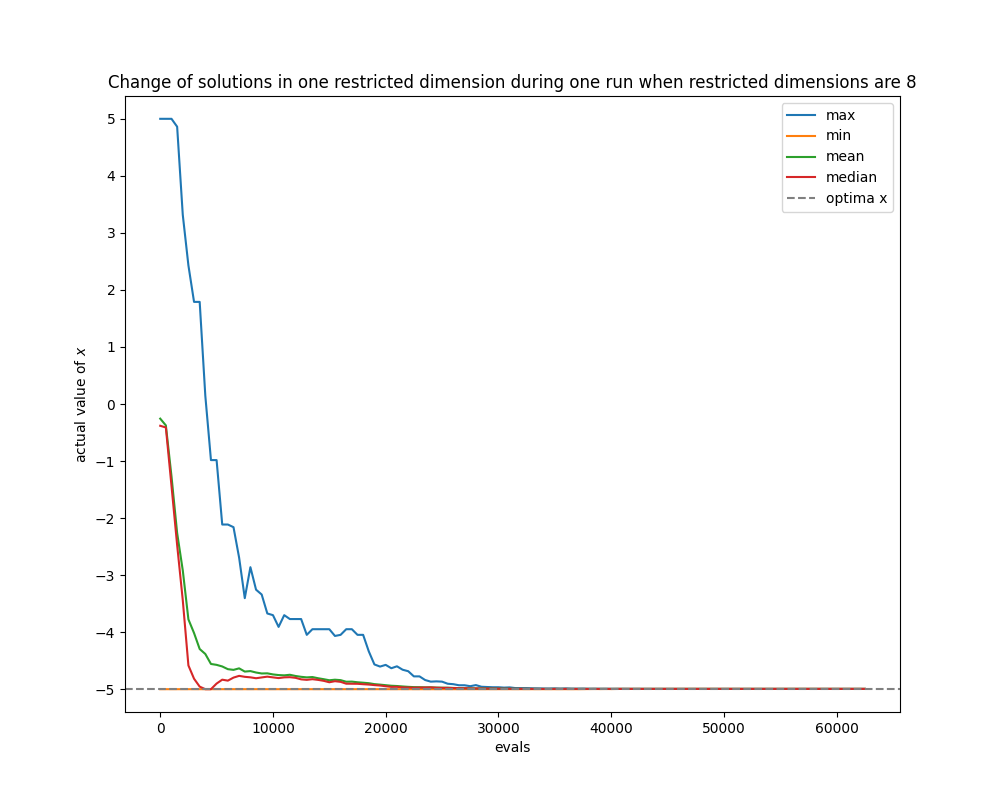 Change of solutions in one restricted dimension during one run when restricted dimensions are 8
max
min
mean
median
optima x
actual value of x
5
4
3
2
1
0
−1
−2
−3
−4
−5
0 10000 20000 30000 40000 50000 60000
evals